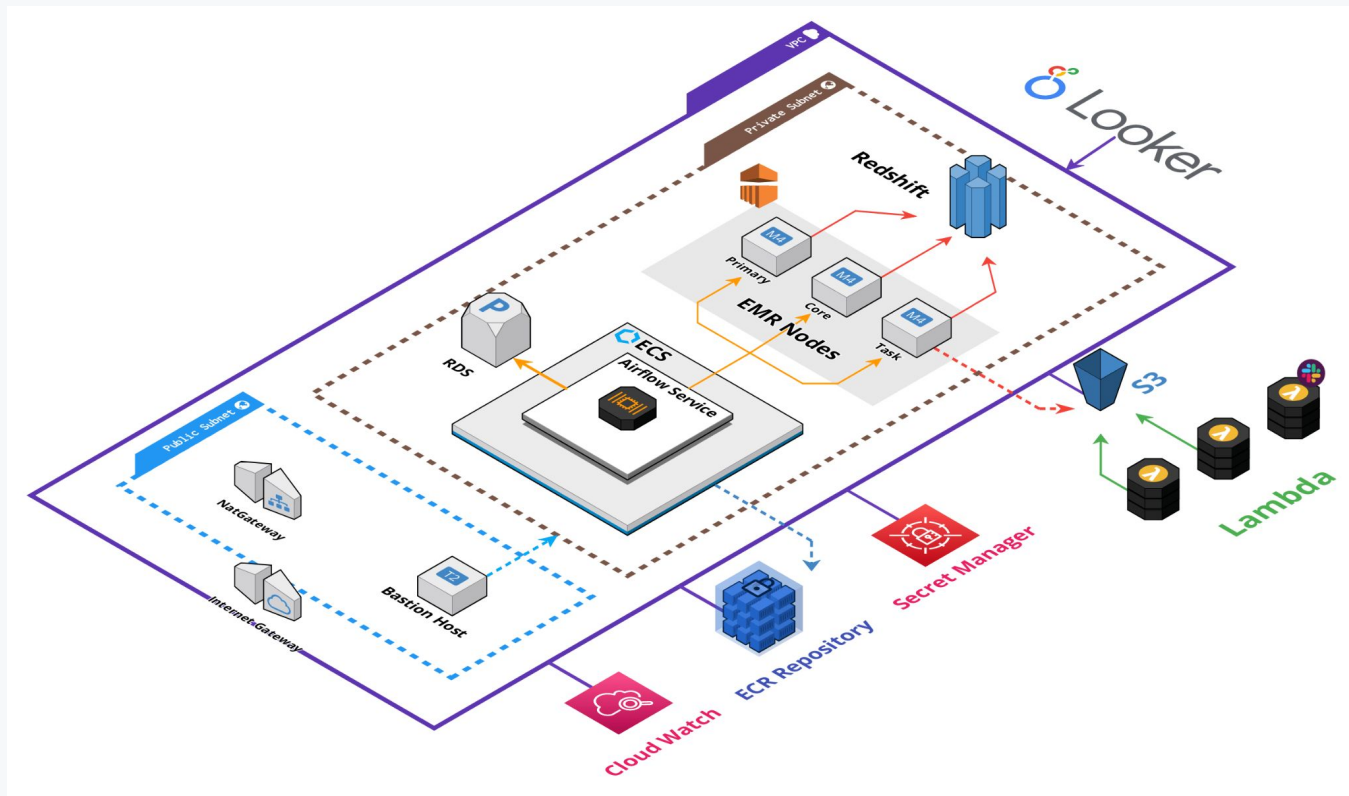 VPC
Looker
Private Subnet
Redshift
M4
Primary
M4
Core
M4
Task
EMR Nodes
P
RDS
ECS
Airflow Service
S3
Lambda
Public Subnet
NatGateway
T2
Bastion Host
Internet Gateway
Secret Manager
ECR Repository
Cloud Watch